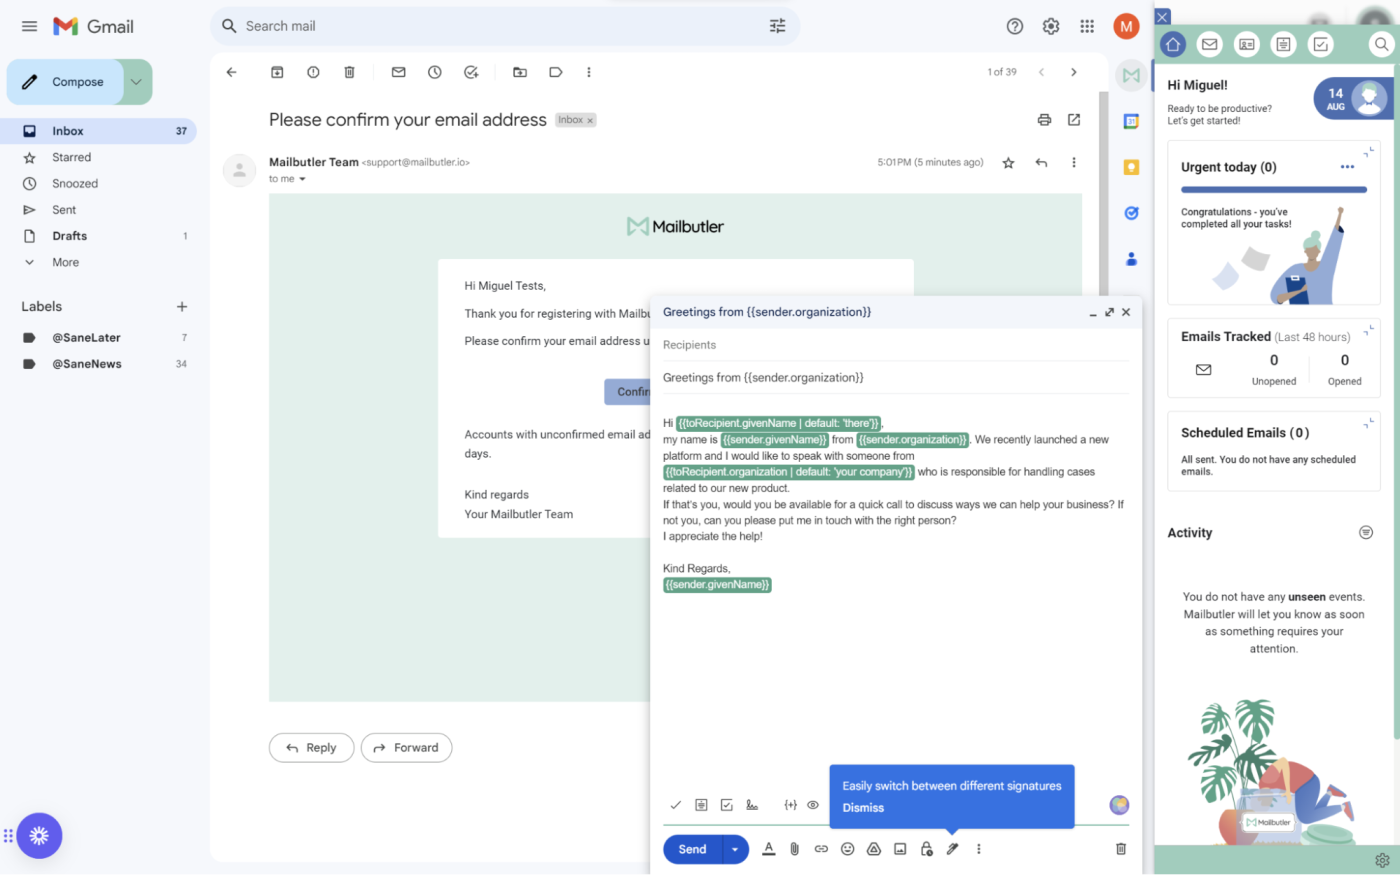 Gmail
Search mail
M
Compose
Inbox 37
Starred
Snoozed
Sent
Drafts 1
More
Labels
@SaneLater 7
@SaneNews 34
1 of 39
Please confirm your email address Inbox x
Mailbutler Team <support@mailbutler.io>
5:01 PM (5 minutes ago)
to me
Mailbutler
Hi Miguel Tests,
Thank you for registering with Mailbu
Please confirm your email address u
Confir
Accounts with unconfirmed email ad
days.
Kind regards
Your Mailbutler Team
Reply
Forward
Greetings from {{sender.organization}}
Recipients
Greetings from {{sender.organization}}
Hi {{toRecipient.givenName | default: 'there'}},
my name is {{sender.givenName}} from {{sender.organization}}. We recently launched a new
platform and I would like to speak with someone from
{{toRecipient.organization | default: 'your company'}} who is responsible for handling cases
related to our new product.
If that's you, would you be available for a quick call to discuss ways we can help your business? If
not you, can you please put me in touch with the right person?
I appreciate the help!
Kind Regards,
{{sender.givenName}}
Easily switch between different signatures
Dismiss
{+}
Send
A
31
Hi Miguel!
Ready to be productive?
Let's get started!
14
AUG
Urgent today (0)
Congratulations - you've
completed all your tasks!
Emails Tracked (Last 48 hours)
0 0
Unopened Opened
Scheduled Emails (0)
All sent. You do not have any scheduled
emails.
Activity
You do not have any unseen events.
Mailbutler will let you know as soon
as something requires your
attention.
Mailbutler